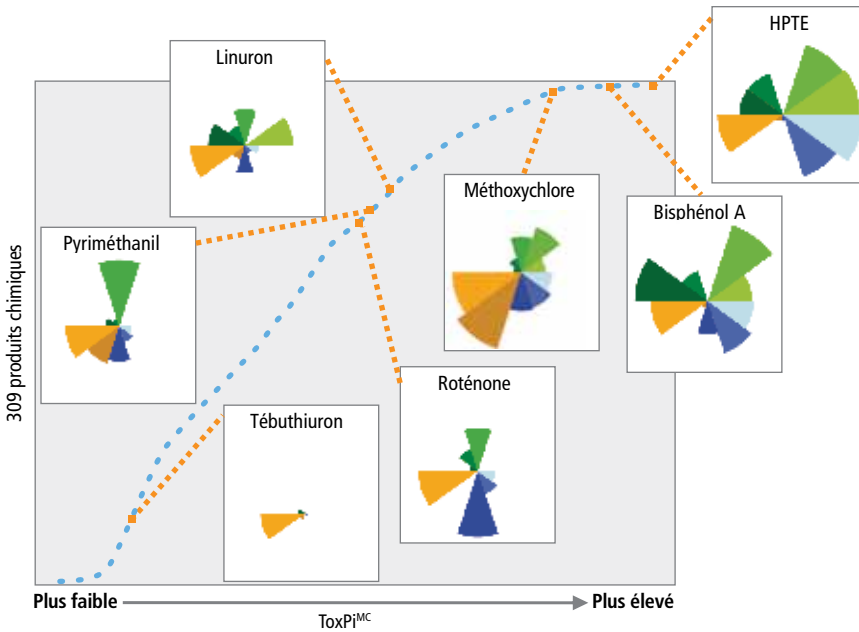 HPTE
Linuron
Méthoxychlore
Bisphénol A
Pyriméthanil
Roténone
Tébuthiuron
309 produits chimiques
Plus faible
Plus élevé
ToxPiMC